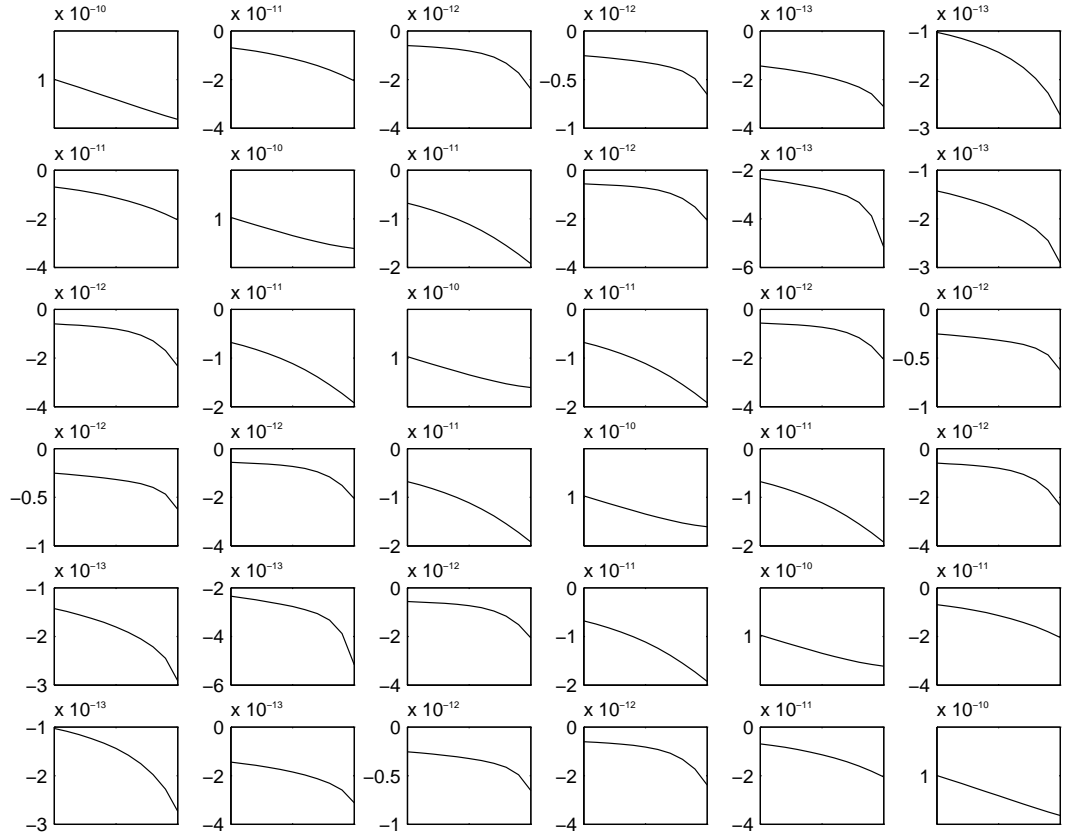 x 10⁻¹⁰ x 10⁻¹¹ x 10⁻¹² x 10⁻¹² x 10⁻¹³ x 10⁻¹³
0 0 0 0 −1
1 −2 −2 −0.5 −2 −2
−4 −4 −1 −4 −3
x 10⁻¹¹ x 10⁻¹⁰ x 10⁻¹¹ x 10⁻¹² x 10⁻¹³ x 10⁻¹³
0 0 0 −2 −1
−2 1 −1 −2 −4 −2
−4 −2 −4 −6 −3
x 10⁻¹² x 10⁻¹¹ x 10⁻¹⁰ x 10⁻¹¹ x 10⁻¹² x 10⁻¹²
0 0 0 0 0
−2 −1 1 −1 −2 −0.5
−4 −2 −2 −4 −1
x 10⁻¹² x 10⁻¹² x 10⁻¹¹ x 10⁻¹⁰ x 10⁻¹¹ x 10⁻¹²
0 0 0 0 0
−0.5 −2 −1 1 −1 −2
−1 −4 −2 −2 −4
x 10⁻¹³ x 10⁻¹³ x 10⁻¹² x 10⁻¹¹ x 10⁻¹⁰ x 10⁻¹¹
−1 −2 0 0 0
−2 −4 −2 −1 1 −2
−3 −6 −4 −2 −4
x 10⁻¹³ x 10⁻¹³ x 10⁻¹² x 10⁻¹² x 10⁻¹¹ x 10⁻¹⁰
−1 0 0 0 0
−2 −2 −0.5 −2 −2 1
−3 −4 −1 −4 −4